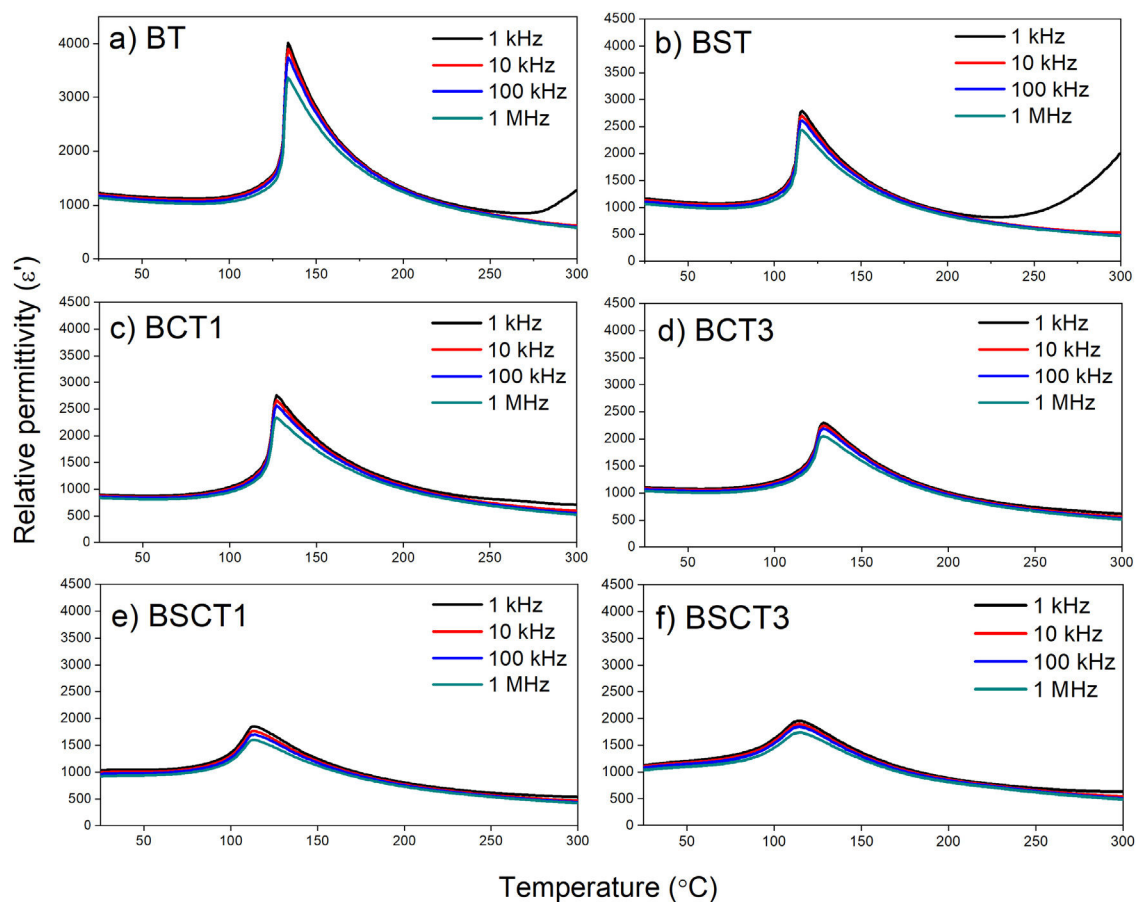 Relative permittivity (ε')
a) BT
1 kHz
10 kHz
100 kHz
1 MHz
4000
3000
2000
1000
0
50 100 150 200 250 300
b) BST
1 kHz
10 kHz
100 kHz
1 MHz
4500
4000
3500
3000
2500
2000
1500
1000
500
0
50 100 150 200 250 300
c) BCT1
1 kHz
10 kHz
100 kHz
1 MHz
4500
4000
3500
3000
2500
2000
1500
1000
500
0
50 100 150 200 250 300
d) BCT3
1 kHz
10 kHz
100 kHz
1 MHz
4500
4000
3500
3000
2500
2000
1500
1000
500
0
50 100 150 200 250 300
e) BSCT1
1 kHz
10 kHz
100 kHz
1 MHz
4500
4000
3500
3000
2500
2000
1500
1000
500
0
50 100 150 200 250 300
f) BSCT3
1 kHz
10 kHz
100 kHz
1 MHz
4500
4000
3500
3000
2500
2000
1500
1000
500
0
50 100 150 200 250 300
Temperature (°C)